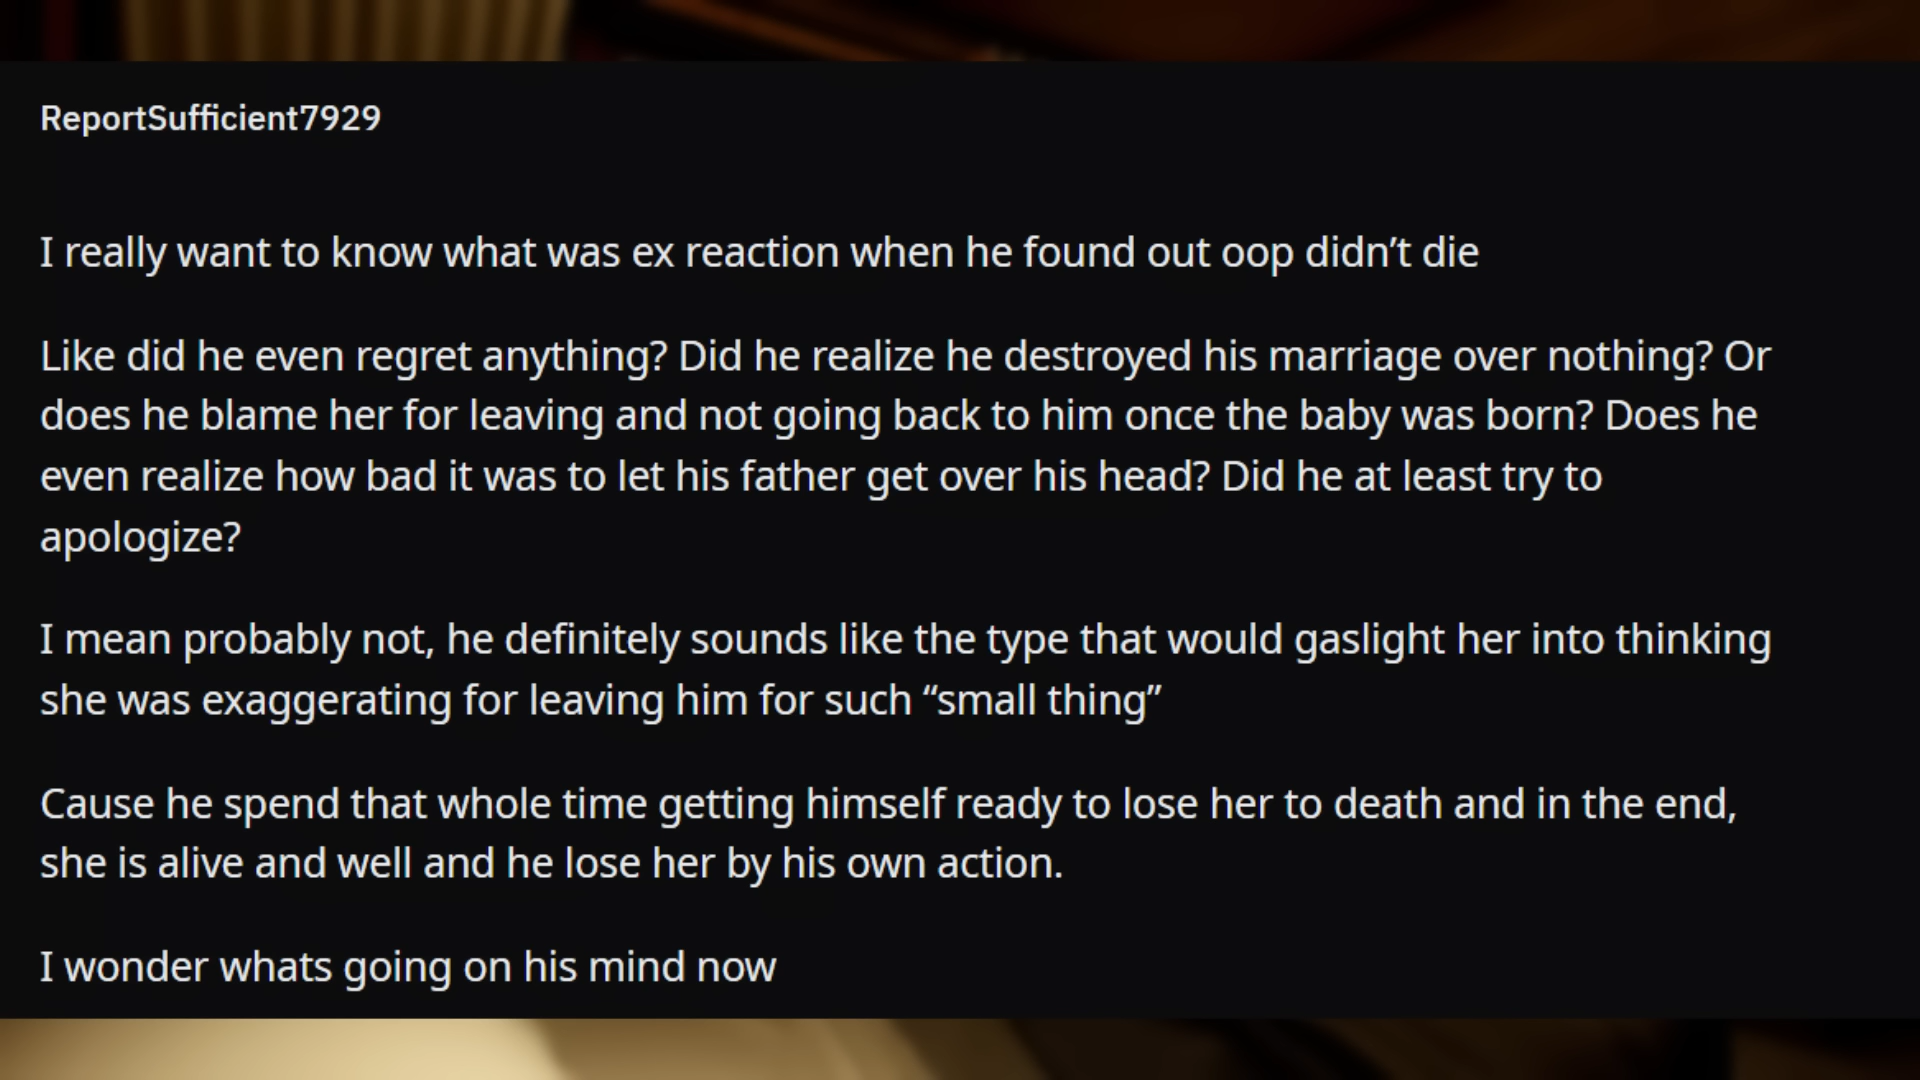 ReportSufficient7929
I really want to know what was ex reaction when he found out oop didn’t die
Like did he even regret anything? Did he realize he destroyed his marriage over nothing? Or
does he blame her for leaving and not going back to him once the baby was born? Does he
even realize how bad it was to let his father get over his head? Did he at least try to
apologize?
I mean probably not, he definitely sounds like the type that would gaslight her into thinking
she was exaggerating for leaving him for such “small thing”
Cause he spend that whole time getting himself ready to lose her to death and in the end,
she is alive and well and he lose her by his own action.
I wonder whats going on his mind now